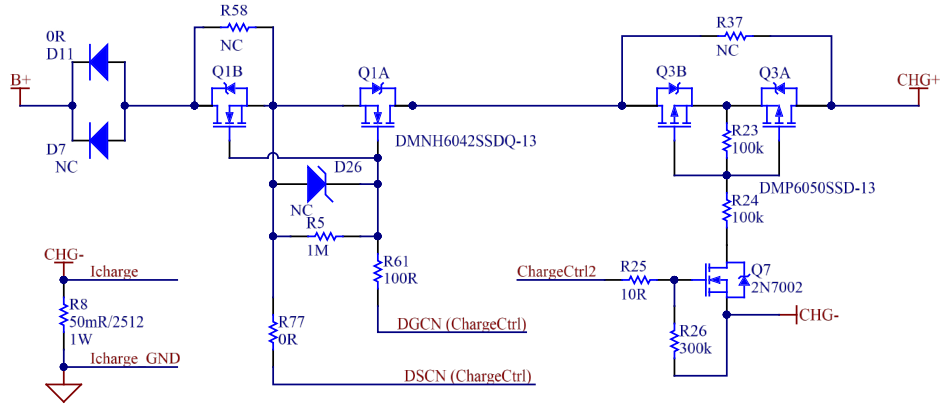 R58
NC
R37
NC
0R
D11
Q1B
Q1A
Q3B
Q3A
B+
CHG+
D7
NC
DMNH6042SSDQ-13
R23
100k
D26
NC
DMP6050SSD-13
R24
100k
R5
1M
CHG-
Icharge
R61
100R
ChargeCtrl2
R25
10R
Q7
2N7002
R8
50mR/2512
1W
R77
0R
DGCN (ChargeCtrl)
CHG-
R26
300k
Icharge_GND
DSCN (ChargeCtrl)